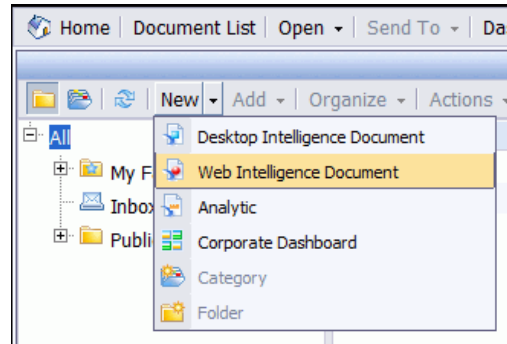 Home Document List Open Send To Da
New Add Organize Actions
All
Desktop Intelligence Document
My F
Web Intelligence Document
Inbox
Analytic
Publi
Corporate Dashboard
Category
Folder